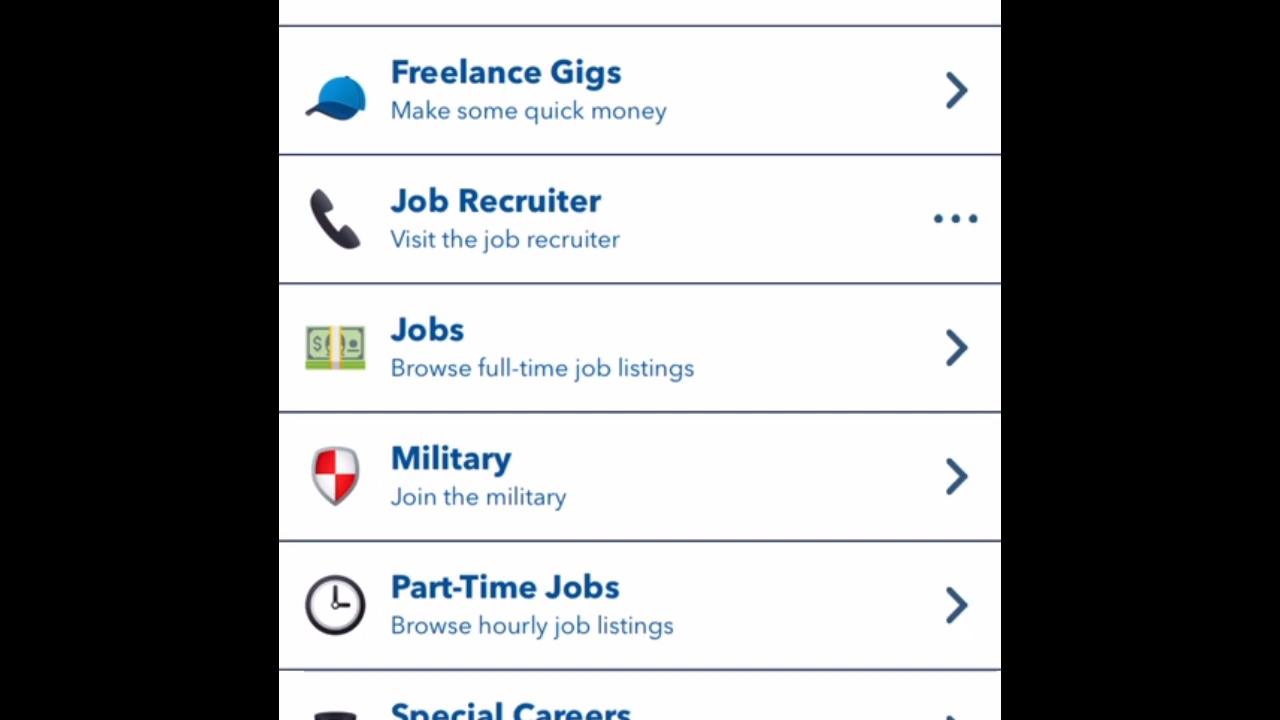 Freelance Gigs
Make some quick money
Job Recruiter
Visit the job recruiter
Jobs
Browse full-time job listings
Military
Join the military
Part-Time Jobs
Browse hourly job listings
Special Careers